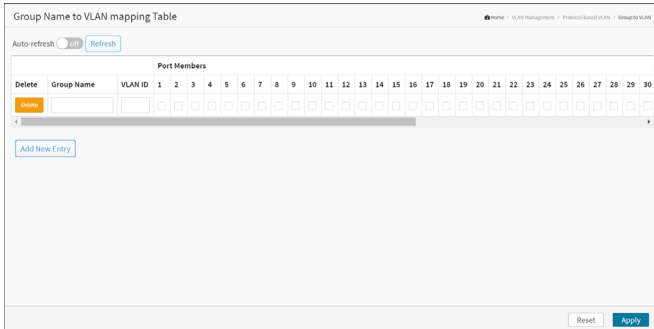 Group Name to VLAN mapping Table
Home > VLAN Management > Protocol-based VLAN > Group to VLAN
Auto-refresh off Refresh
Port Members
Delete Group Name VLAN ID 1 2 3 4 5 6 7 8 9 10 11 12 13 14 15 16 17 18 19 20 21 22 23 24 25 26 27 28 29 30
Delete
Add New Entry
Reset Apply